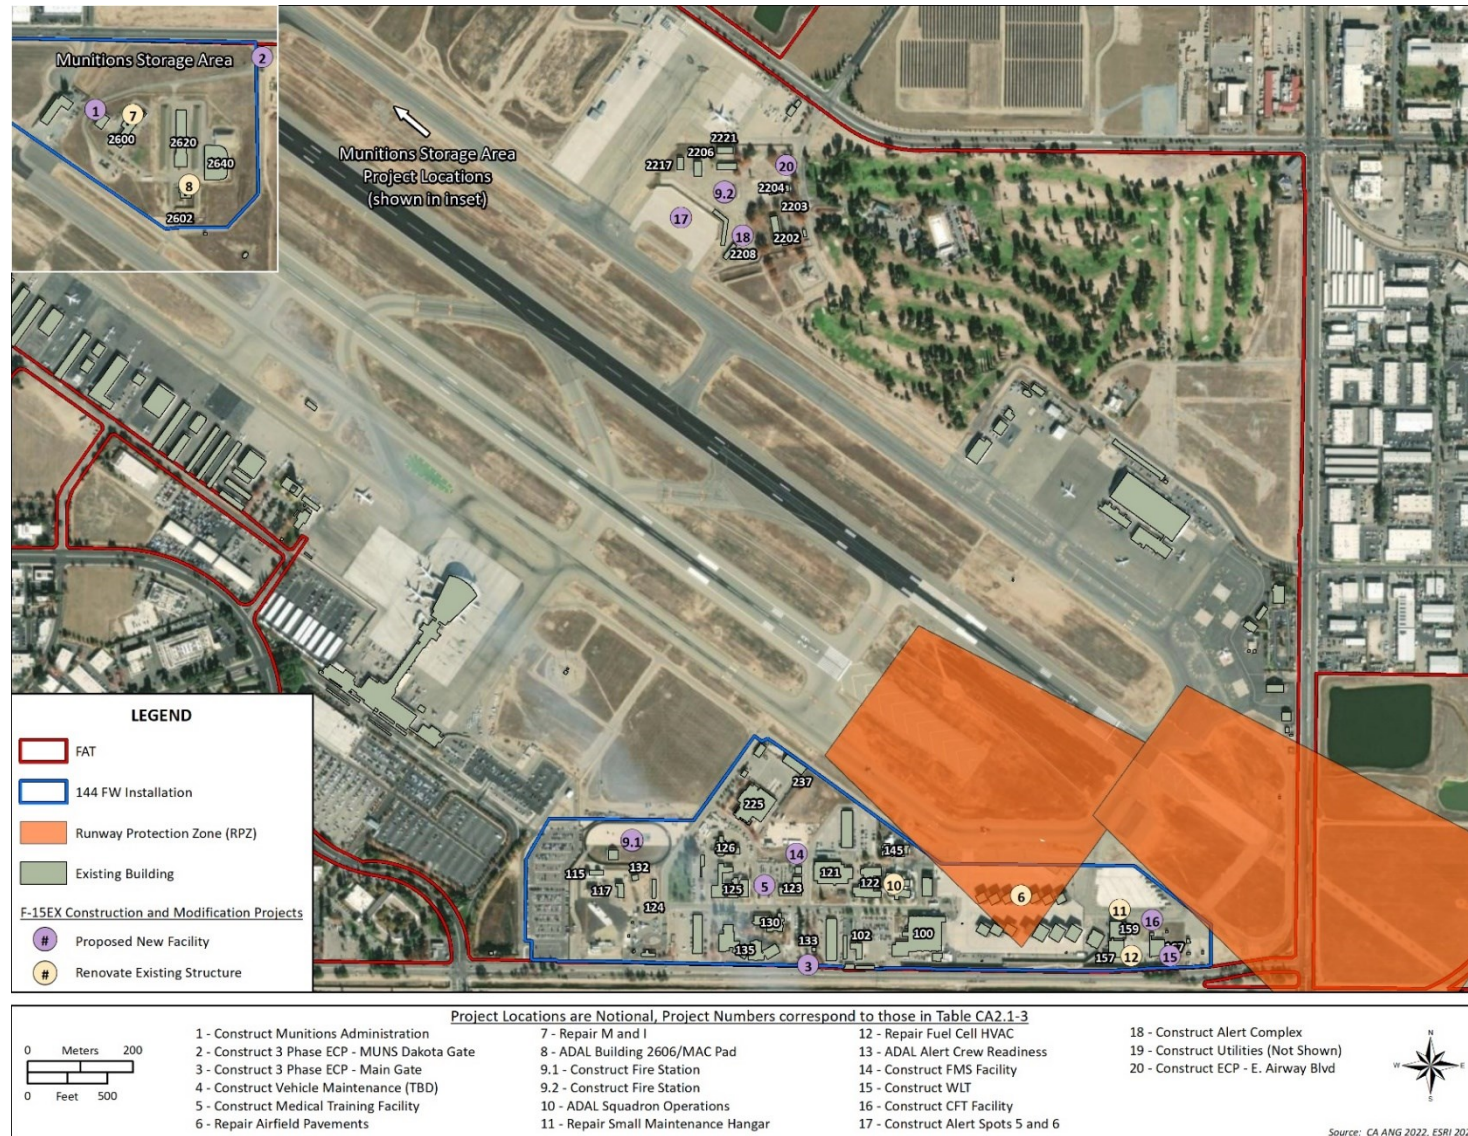 Munitions Storage Area
2
1
7
2600
2620
2640
8
2602
Munitions Storage Area
Project Locations
(shown in inset)
2221
2217
2206
20
9.2
2204
2203
17
18
2202
2208
LEGEND
FAT
144 FW Installation
Runway Protection Zone (RPZ)
Existing Building
F-15EX Construction and Modification Projects
# Proposed New Facility
# Renovate Existing Structure
237
225
9.1
126
14
145
115
132
117
125
5
123
121
122
10
124
6
11
16
130
133
102
100
159
135
157
12
15
3
Project Locations are Notional, Project Numbers correspond to those in Table CA2.1-3
0 Meters 200
0 Feet 500
1 - Construct Munitions Administration
2 - Construct 3 Phase ECP - MUNS Dakota Gate
3 - Construct 3 Phase ECP - Main Gate
4 - Construct Vehicle Maintenance (TBD)
5 - Construct Medical Training Facility
6 - Repair Airfield Pavements
7 - Repair M and I
8 - ADAL Building 2606/MAC Pad
9.1 - Construct Fire Station
9.2 - Construct Fire Station
10 - ADAL Squadron Operations
11 - Repair Small Maintenance Hangar
12 - Repair Fuel Cell HVAC
13 - ADAL Alert Crew Readiness
14 - Construct FMS Facility
15 - Construct WLT
16 - Construct CFT Facility
17 - Construct Alert Spots 5 and 6
18 - Construct Alert Complex
19 - Construct Utilities (Not Shown)
20 - Construct ECP - E. Airway Blvd
N
W E
S
Source: CA ANG 2022, ESRI 202